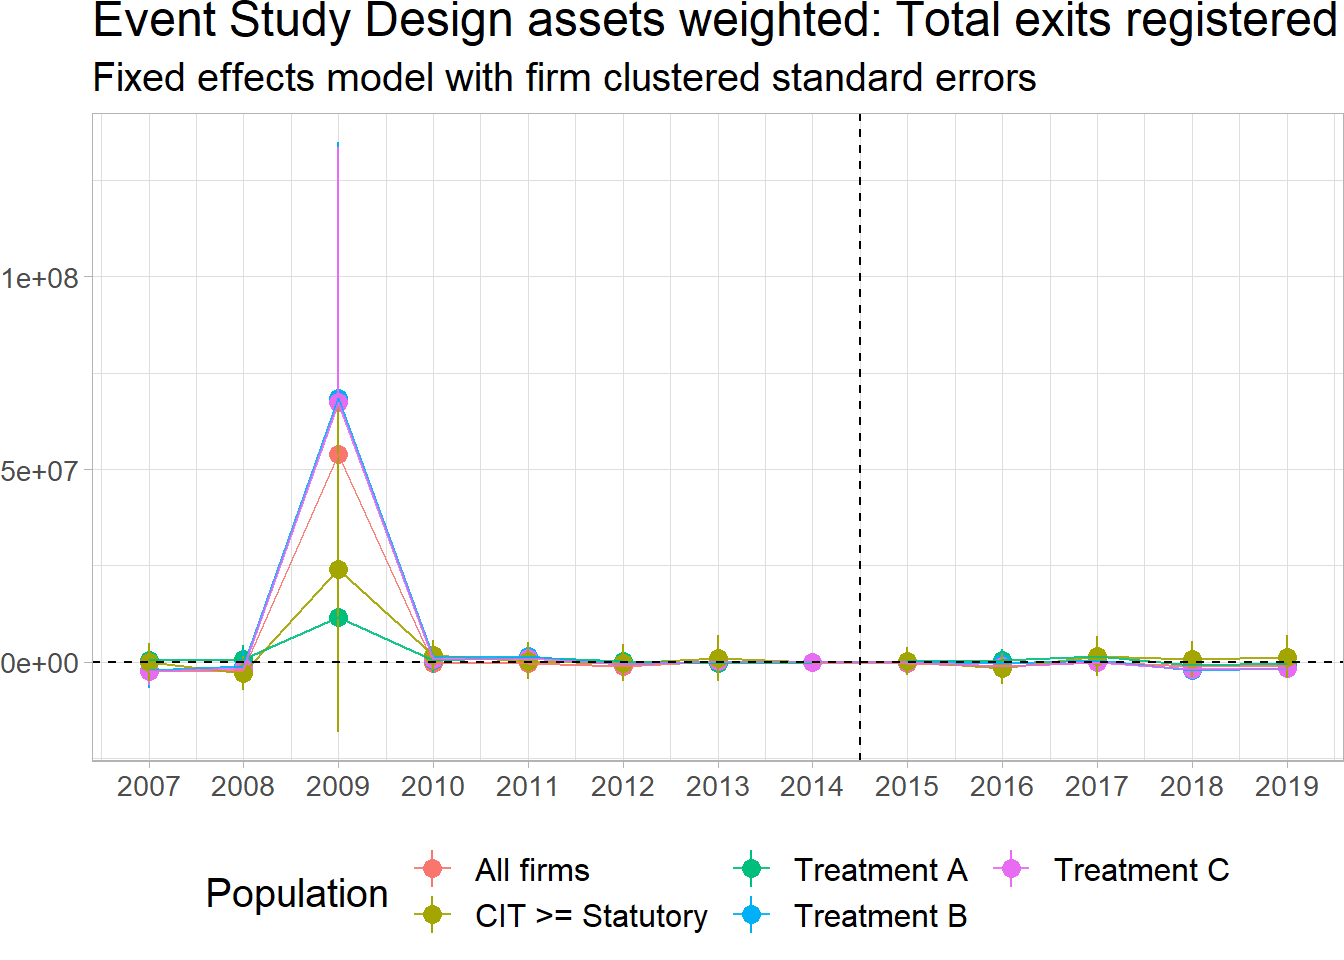 Event Study Design assets weighted: Total exits registered
Fixed effects model with firm clustered standard errors
1e+08
5e+07
0e+00
2007 2008 2009 2010 2011 2012 2013 2014 2015 2016 2017 2018 2019
Population
All firms
CIT >= Statutory
Treatment A
Treatment B
Treatment C